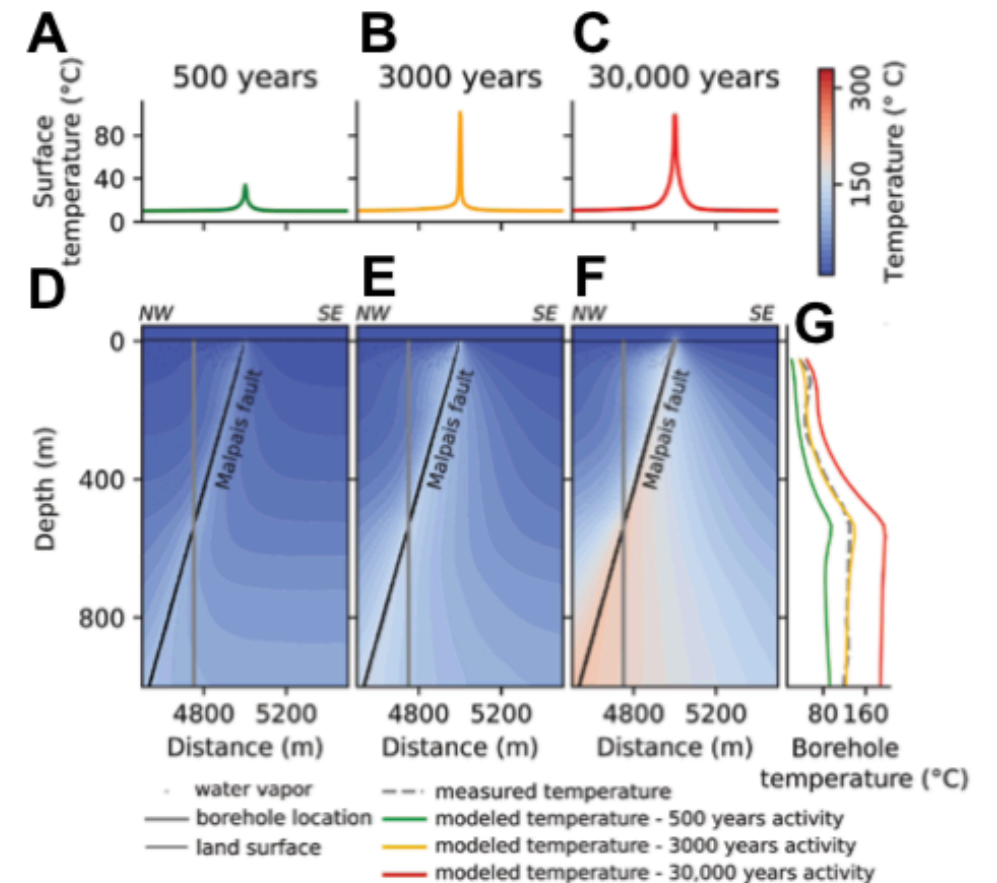 A
B
C
500 years
3000 years
30,000 years
Surface
temperature (°C)
80
40
0
300
150
Temperature (° C)
D
E
F
G
NW
SE
NW
SE
NW
SE
0
400
800
Depth (m)
Malpais fault
Malpais fault
Malpais fault
4800 5200
4800 5200
4800 5200
80 160
Distance (m)
Distance (m)
Distance (m)
Borehole
temperature (°C)
water vapor
borehole location
land surface
measured temperature
modeled temperature - 500 years activity
modeled temperature - 3000 years activity
modeled temperature - 30,000 years activity